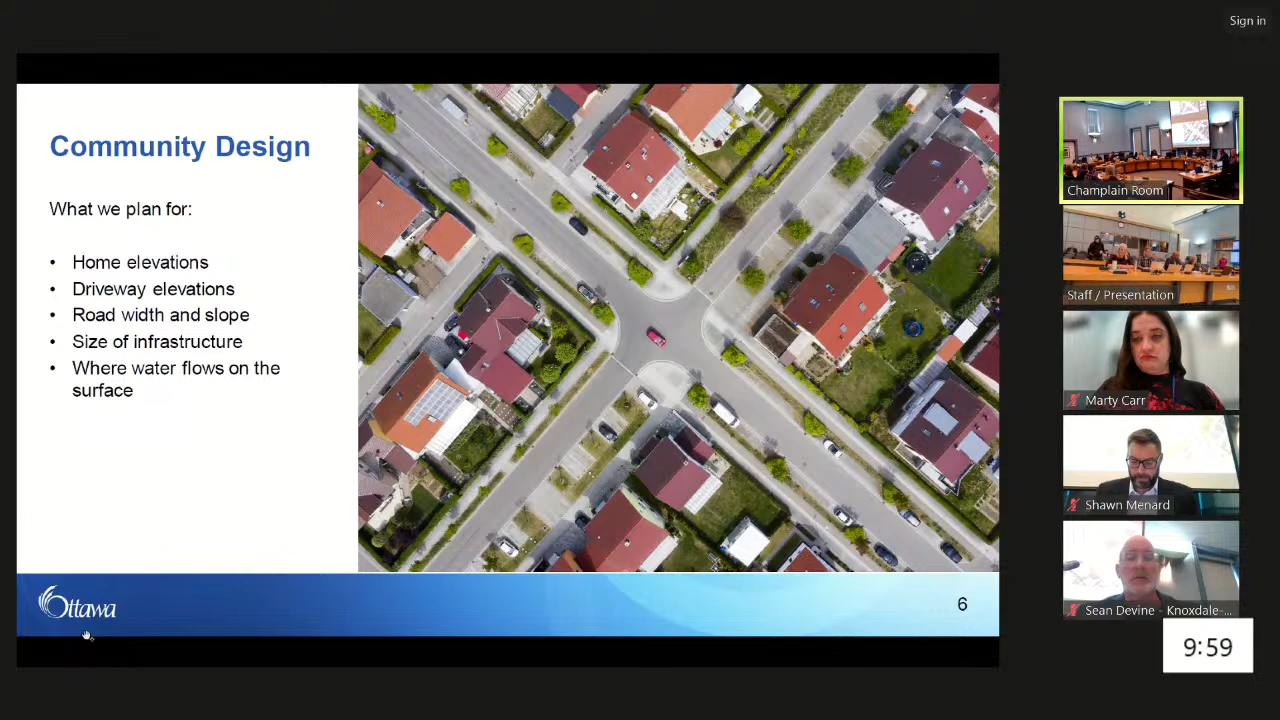 Sign in
Community Design
What we plan for:
• Home elevations
• Driveway elevations
• Road width and slope
• Size of infrastructure
• Where water flows on the
surface
Ottawa
6
Champlain Room
Staff / Presentation
Marty Carr
Shawn Menard
Sean Devine - Knoxdale-...
9:59